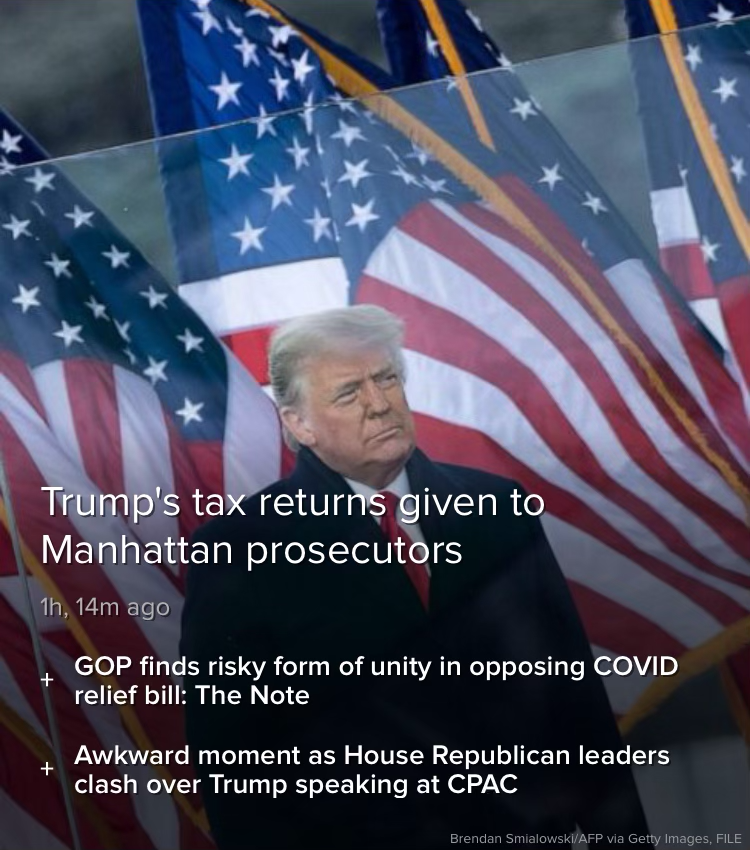 Trump's tax returns given to
Manhattan prosecutors
1h, 14m ago
+ GOP finds risky form of unity in opposing COVID
relief bill: The Note
+ Awkward moment as House Republican leaders
clash over Trump speaking at CPAC
Brendan Smialowski/AFP via Getty Images, FILE